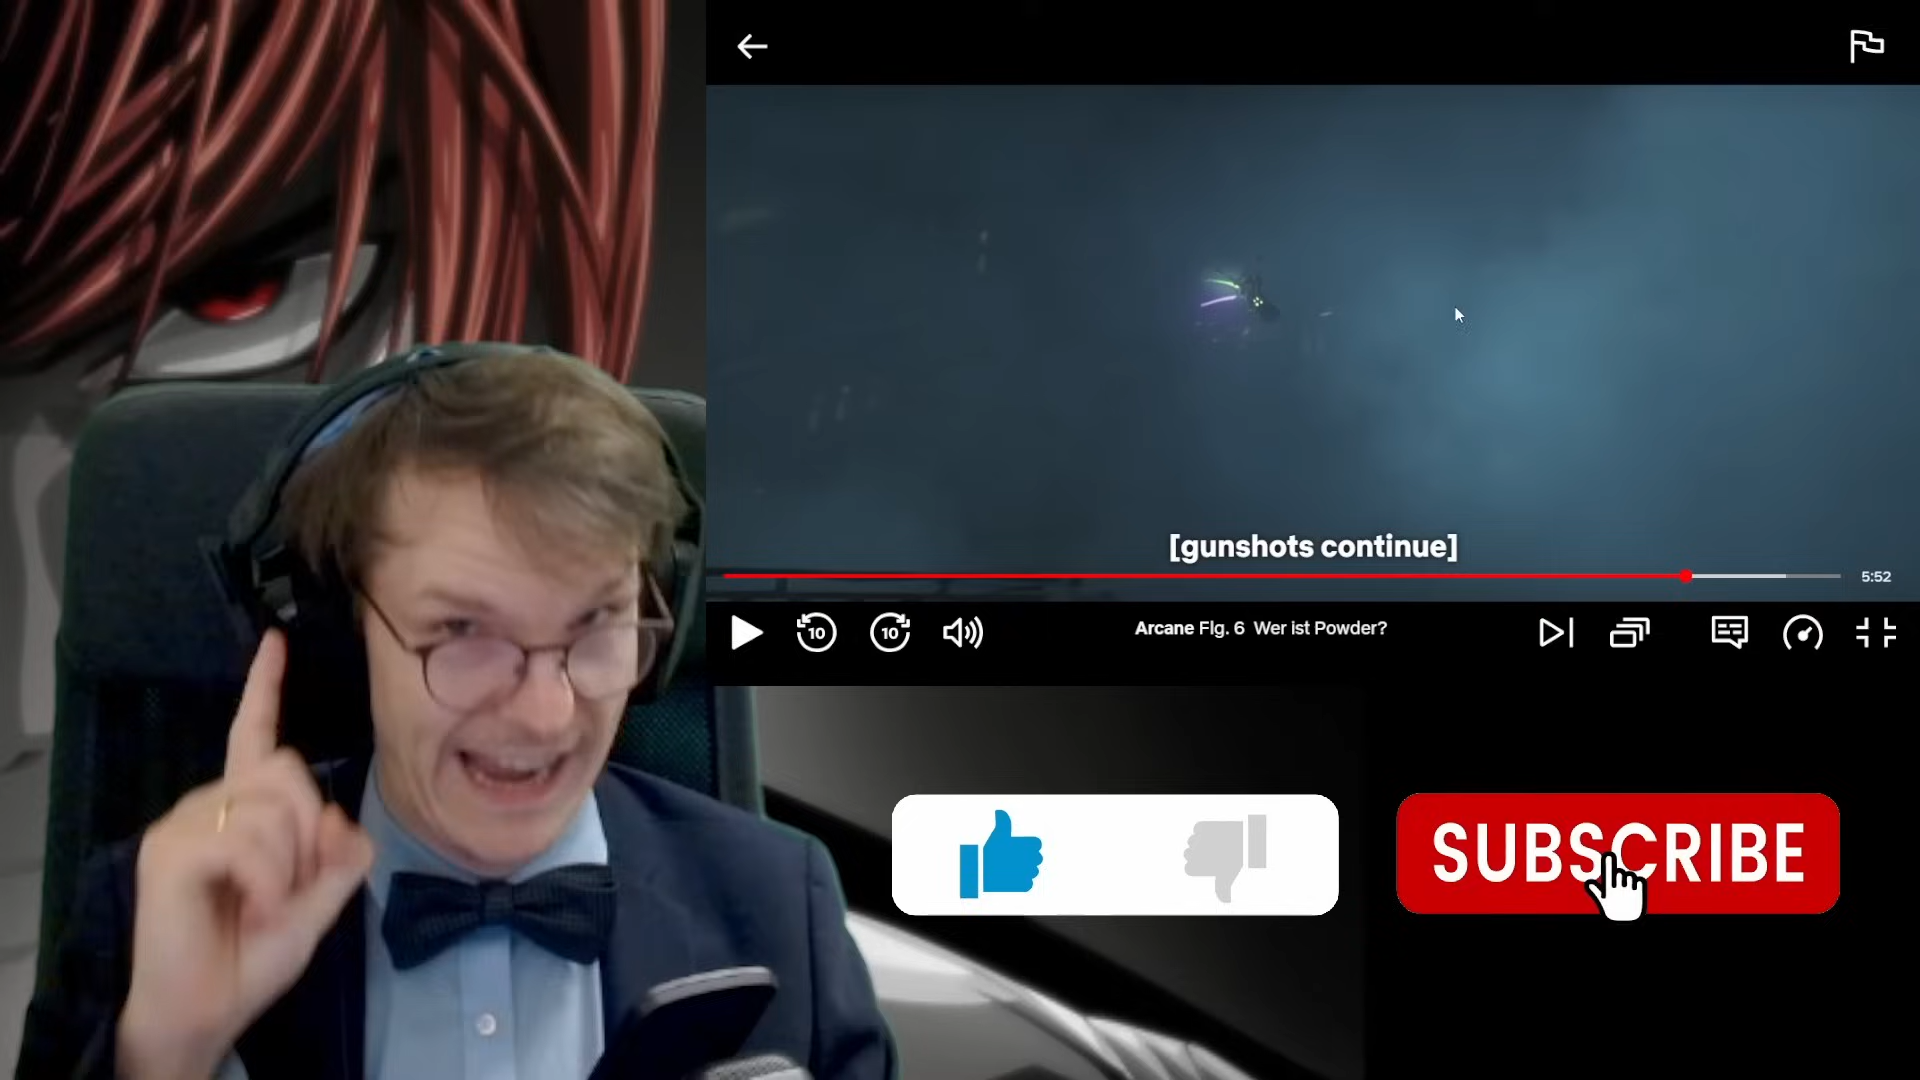 [gunshots continue]
5:52
10
10
Arcane Flg. 6 Wer ist Powder?
SUBSCRIBE